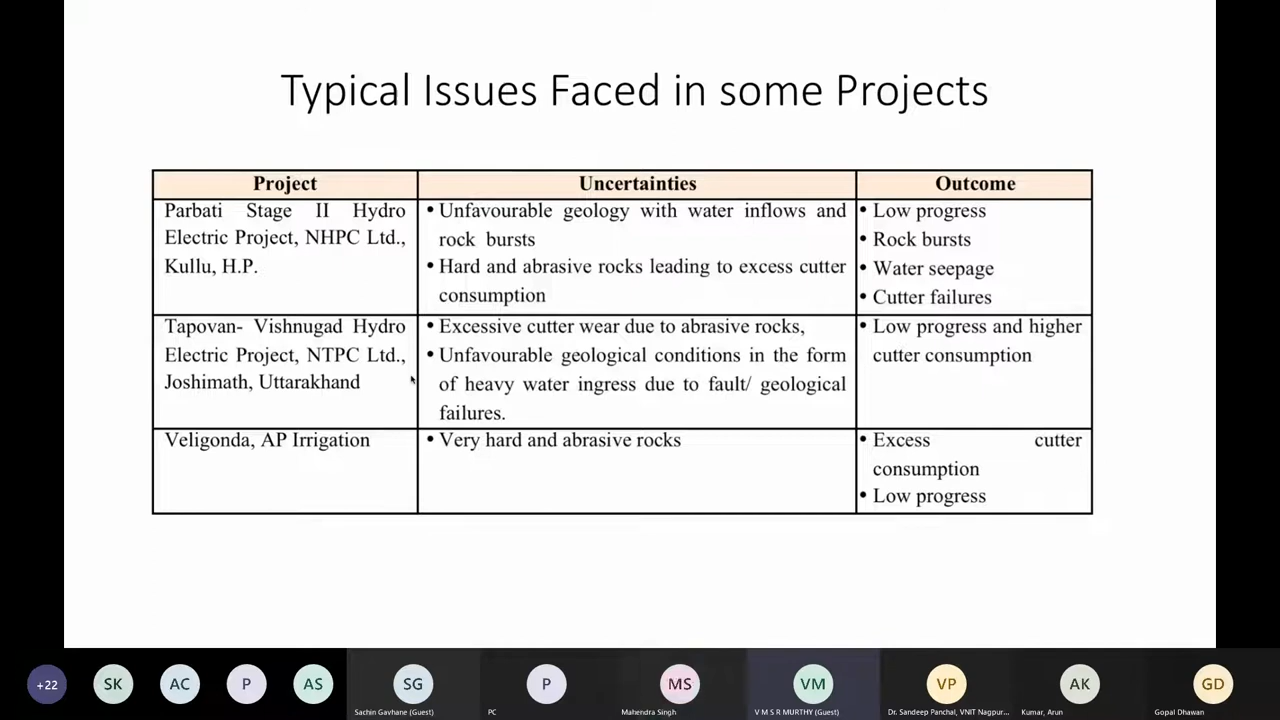 Typical Issues Faced in some Projects
Project
Uncertainties
Outcome
Parbati Stage II Hydro
Electric Project, NHPC Ltd.,
Kullu, H.P.
• Unfavourable geology with water inflows and
rock bursts
• Hard and abrasive rocks leading to excess cutter
consumption
• Low progress
• Rock bursts
• Water seepage
• Cutter failures
Tapovan- Vishnugad Hydro
Electric Project, NTPC Ltd.,
Joshimath, Uttarakhand
• Excessive cutter wear due to abrasive rocks,
• Unfavourable geological conditions in the form
of heavy water ingress due to fault/ geological
failures.
• Low progress and higher
cutter consumption
Veligonda, AP Irrigation
• Very hard and abrasive rocks
• Excess cutter
consumption
• Low progress
+22
SK
AC
P
AS
SG
P
MS
VM
VP
AK
GD
Sachin Gavhane (Guest)
PC
Mahendra Singh
V M S R MURTHY (Guest)
Dr. Sandeep Panchal, VNIT Nagpur...
Kumar, Arun
Gopal Dhawan